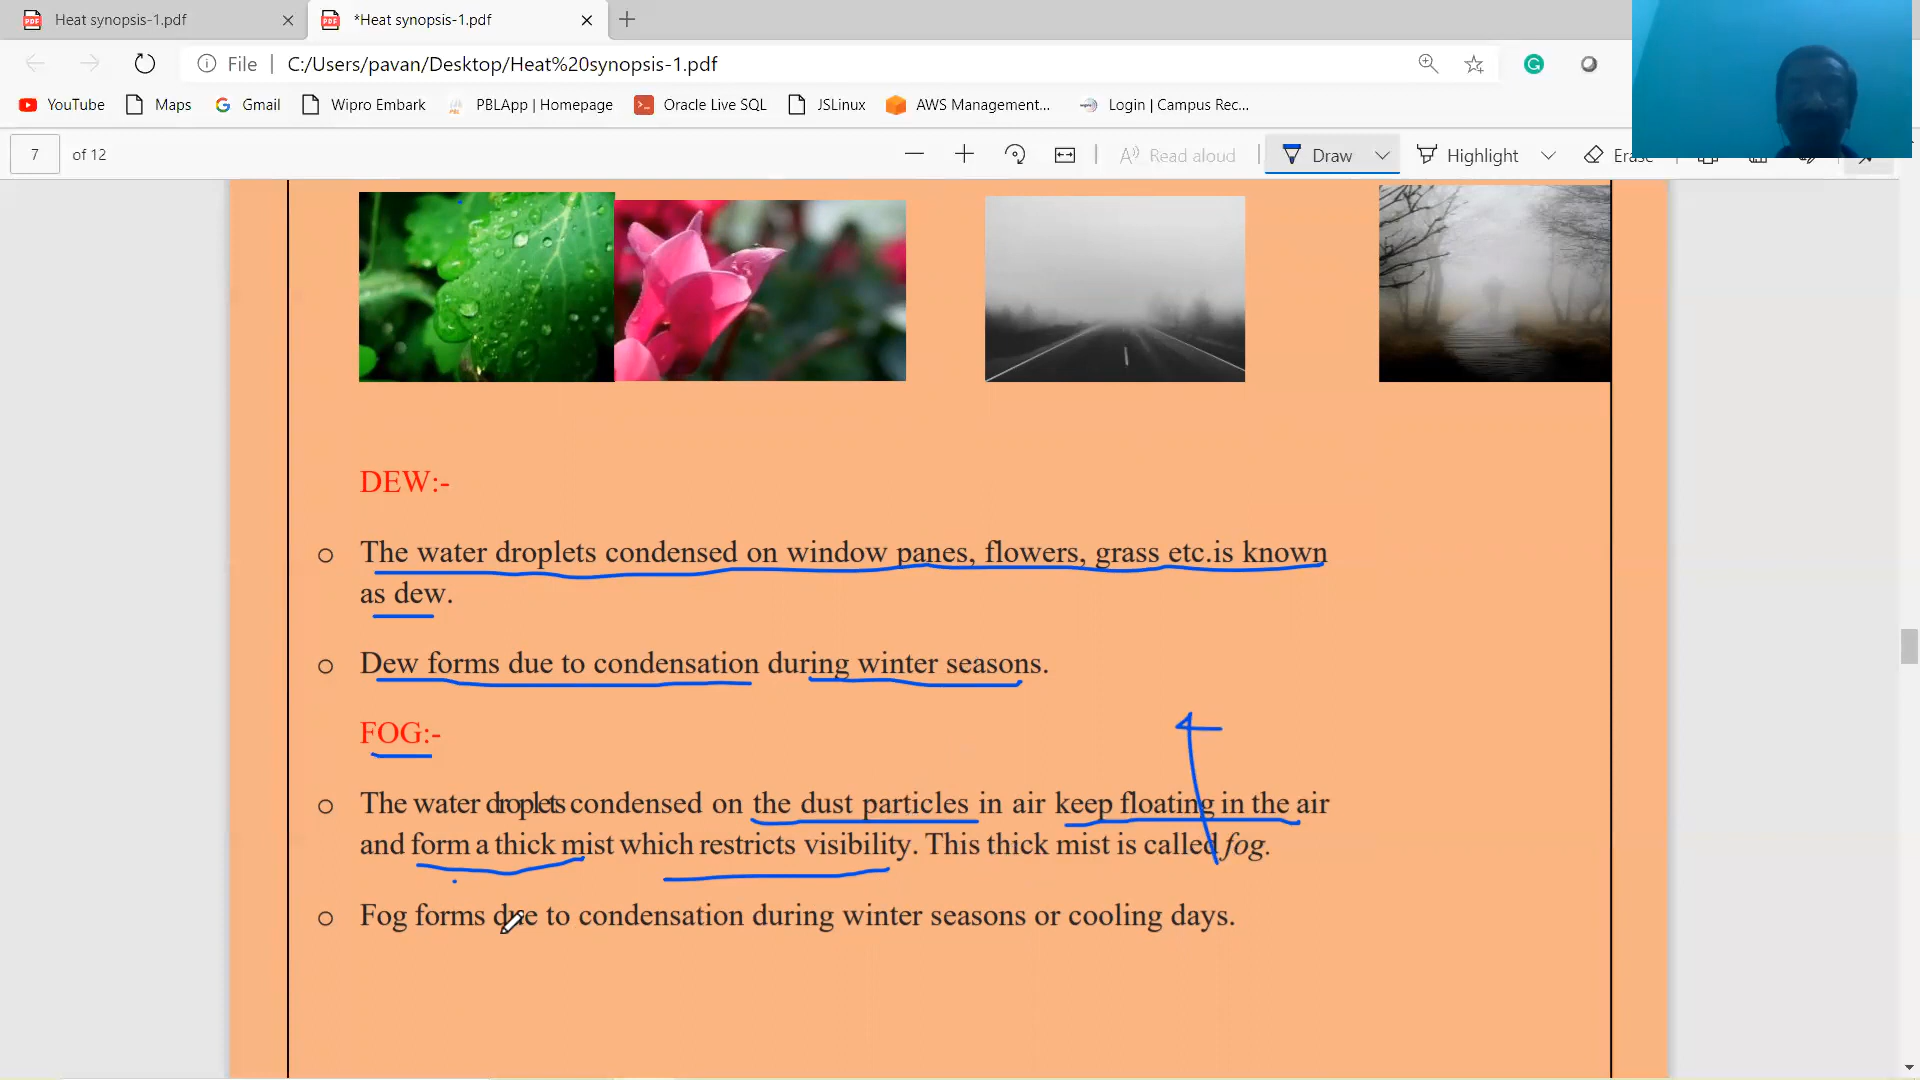 Heat synopsis-1.pdf
*Heat synopsis-1.pdf
File | C:/Users/pavan/Desktop/Heat%20synopsis-1.pdf
YouTube Maps Gmail Wipro Embark PBLApp | Homepage Oracle Live SQL JSLinux AWS Management... Login | Campus Rec...
7 of 12 Read aloud Draw Highlight
DEW:-
The water droplets condensed on window panes, flowers, grass etc.is known
as dew.
Dew forms due to condensation during winter seasons.
FOG:-
The water droplets condensed on the dust particles in air keep floating in the air
and form a thick mist which restricts visibility. This thick mist is called fog.
Fog forms due to condensation during winter seasons or cooling days.